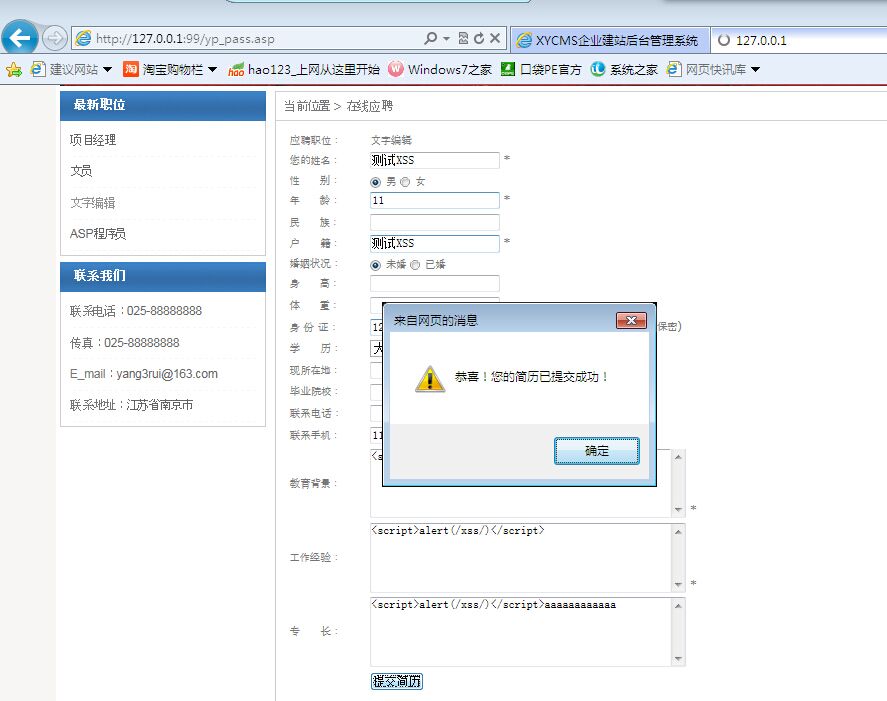 http://127.0.0.1:99/yp_pass.asp
XYCMS企业建站后台管理系统
127.0.0.1
建议网站
淘宝购物栏
hao123_上网从这里开始
Windows7之家
口袋PE官方
系统之家
网页快讯库
最新职位
项目经理
文员
文字编辑
ASP程序员
联系我们
联系电话：025-88888888
传真：025-88888888
E_mail：yang3rui@163.com
联系地址：江苏省南京市
当前位置 > 在线应聘
应聘职位： 文字编辑
您的姓名： 测试XSS *
性 别： 男 女
年 龄： 11 *
民 族：
户 籍： 测试XSS *
婚姻状况： 未婚 已婚
身 高：
体 重：
身 份 证： 12 保密)
学 历： 大
现所在地：
毕业院校：
联系电话：
联系手机： 11
来自网页的消息
恭喜！您的简历已提交成功！
确定
教育背景： <s *
工作经验： <script>alert(/xss/)</script> *
专 长： <script>alert(/xss/)</script>aaaaaaaaaaaa
提交简历